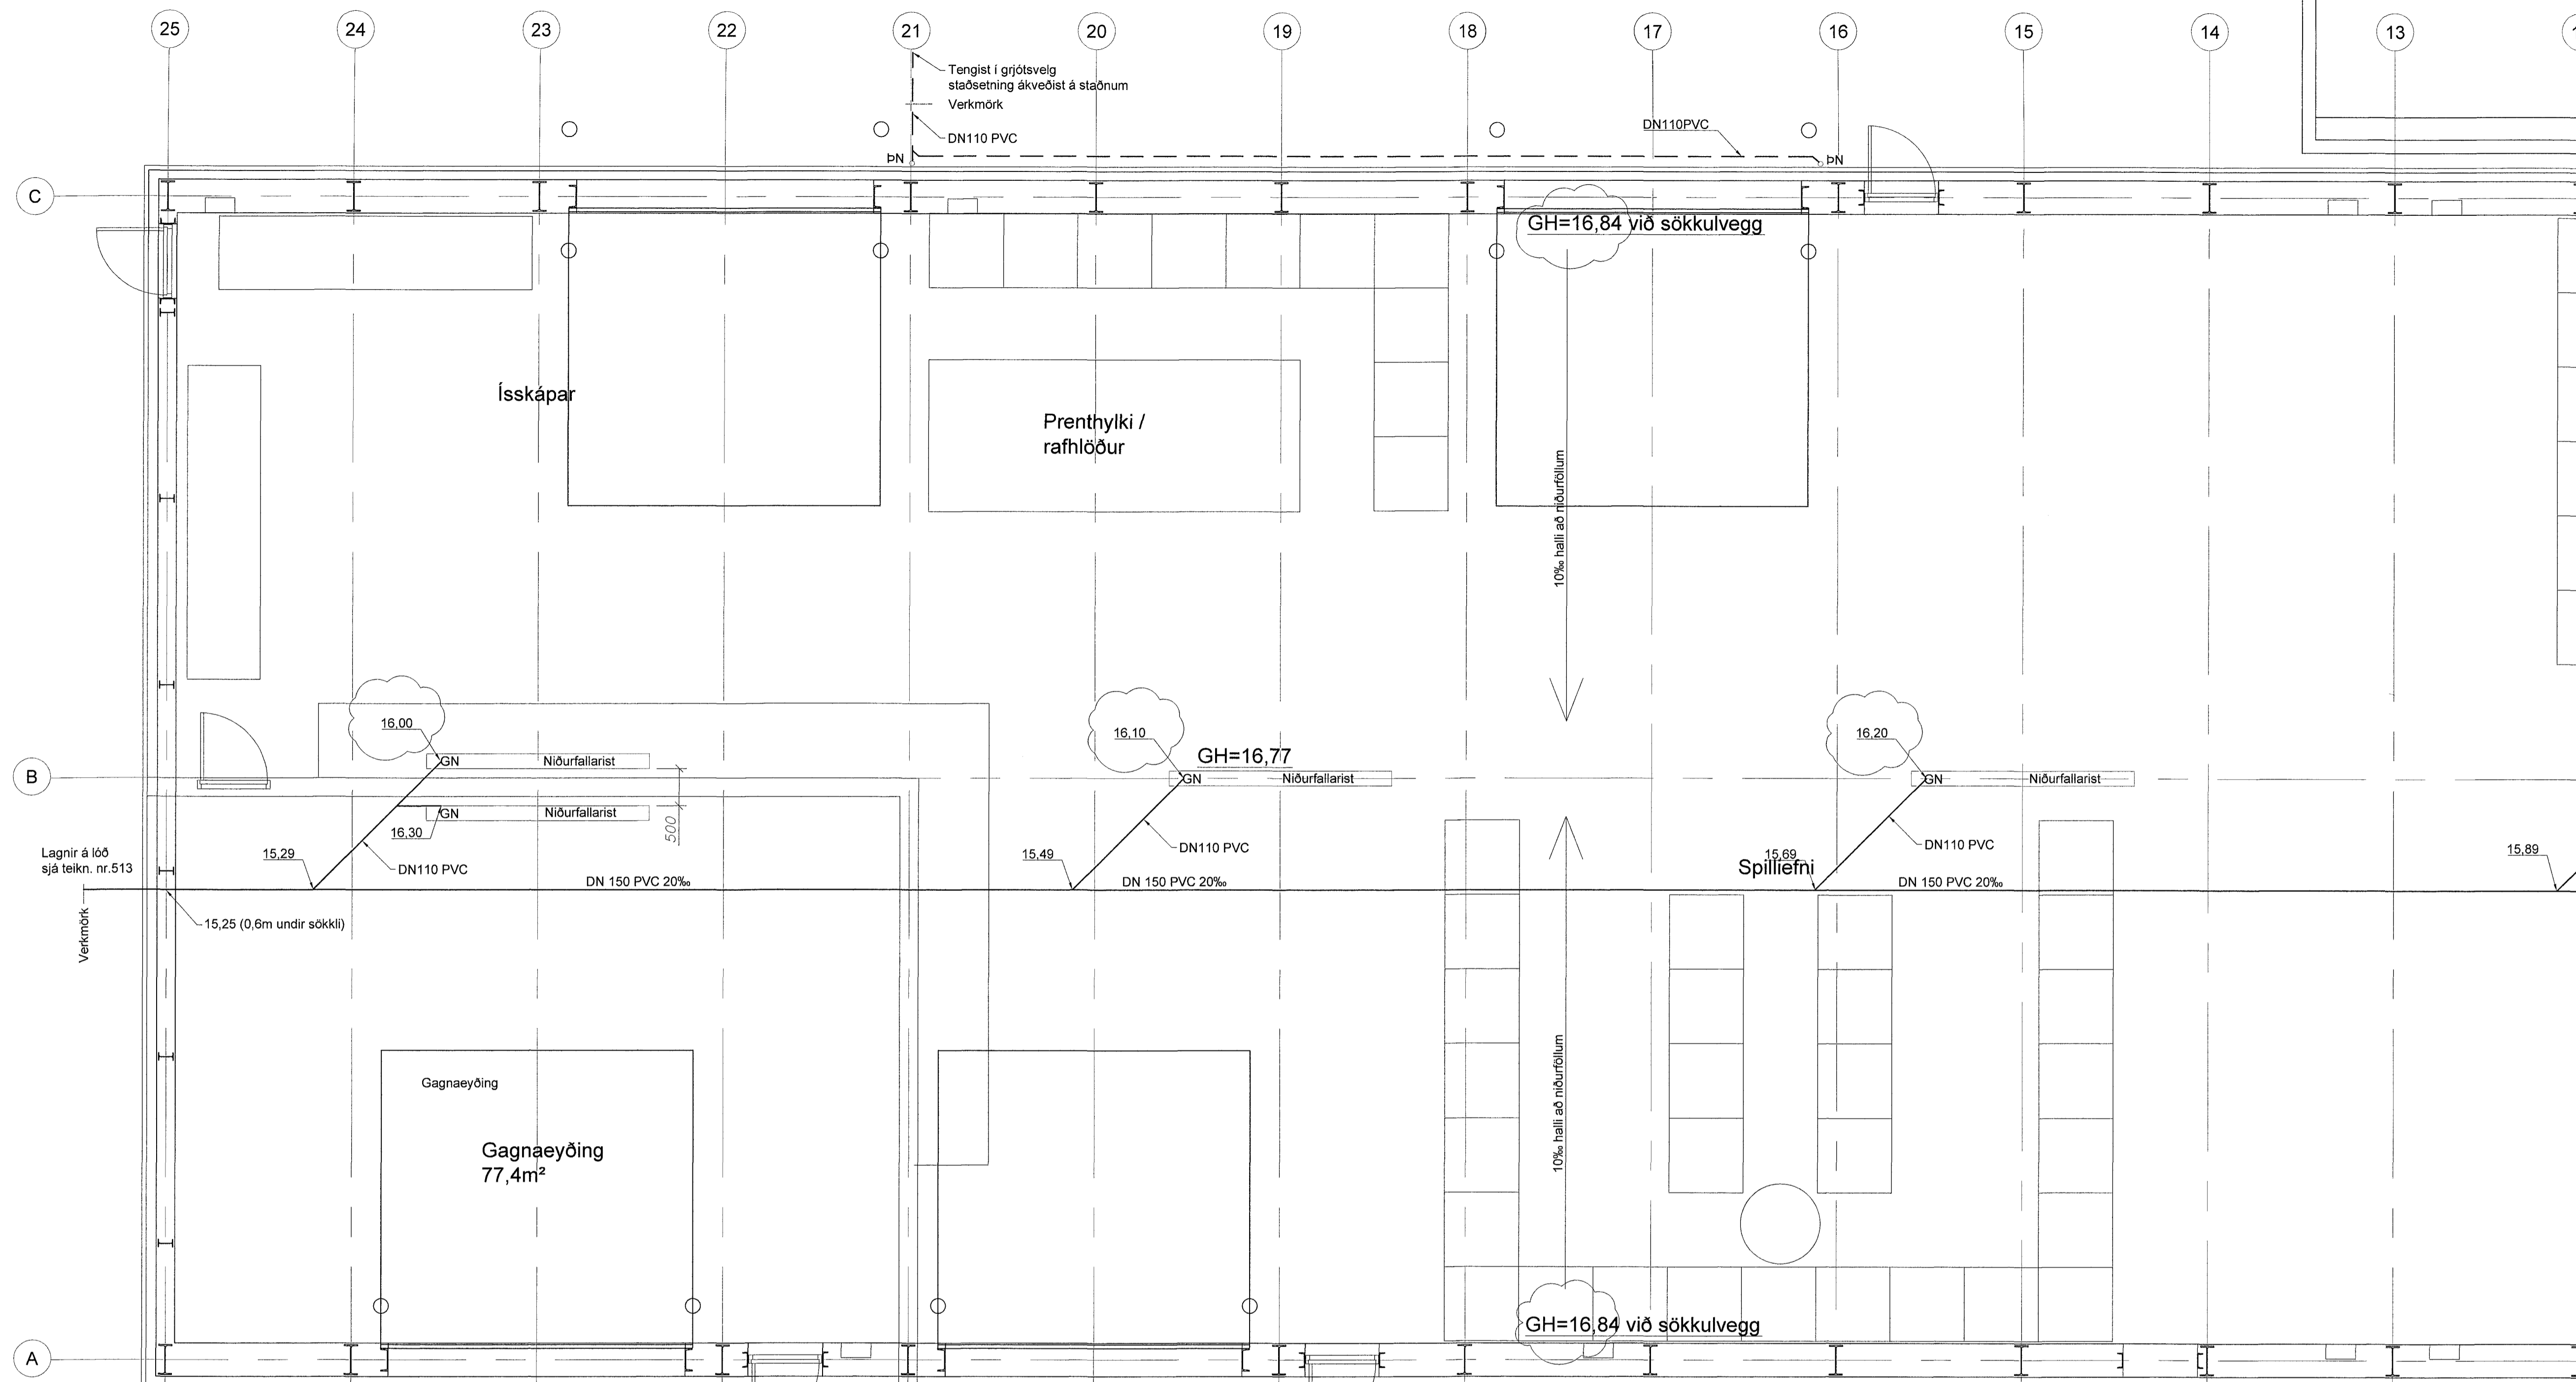 25 24 23 22 21 20 19 18 17 16 15 14 13
Tengist í grjótsvelg
staðsetning ákveðist á staðnum
Verkmörk
DN110 PVC
DN110PVC
ÞN
ÞN
C
GH=16,84 við sökkulvegg
Ísskápar
Prenthylki /
rafhlöður
10‰ halli að niðurföllum
16,00
16,10
16,20
GH=16,77
B
GN
Niðurfallarist
GN
Niðurfallarist
GN
Niðurfallarist
GN
Niðurfallarist
16,30
500
Lagnir á lóð
sjá teikn. nr.513
15,29
DN110 PVC
15,49
DN110 PVC
15,69
DN110 PVC
15,89
Spilliefni
DN 150 PVC 20‰
DN 150 PVC 20‰
DN 150 PVC 20‰
Verkmörk
15,25 (0,6m undir sökkli)
10‰ halli að niðurföllum
Gagnaeyðing
Gagnaeyðing
77,4m²
GH=16,84 við sökkulvegg
A